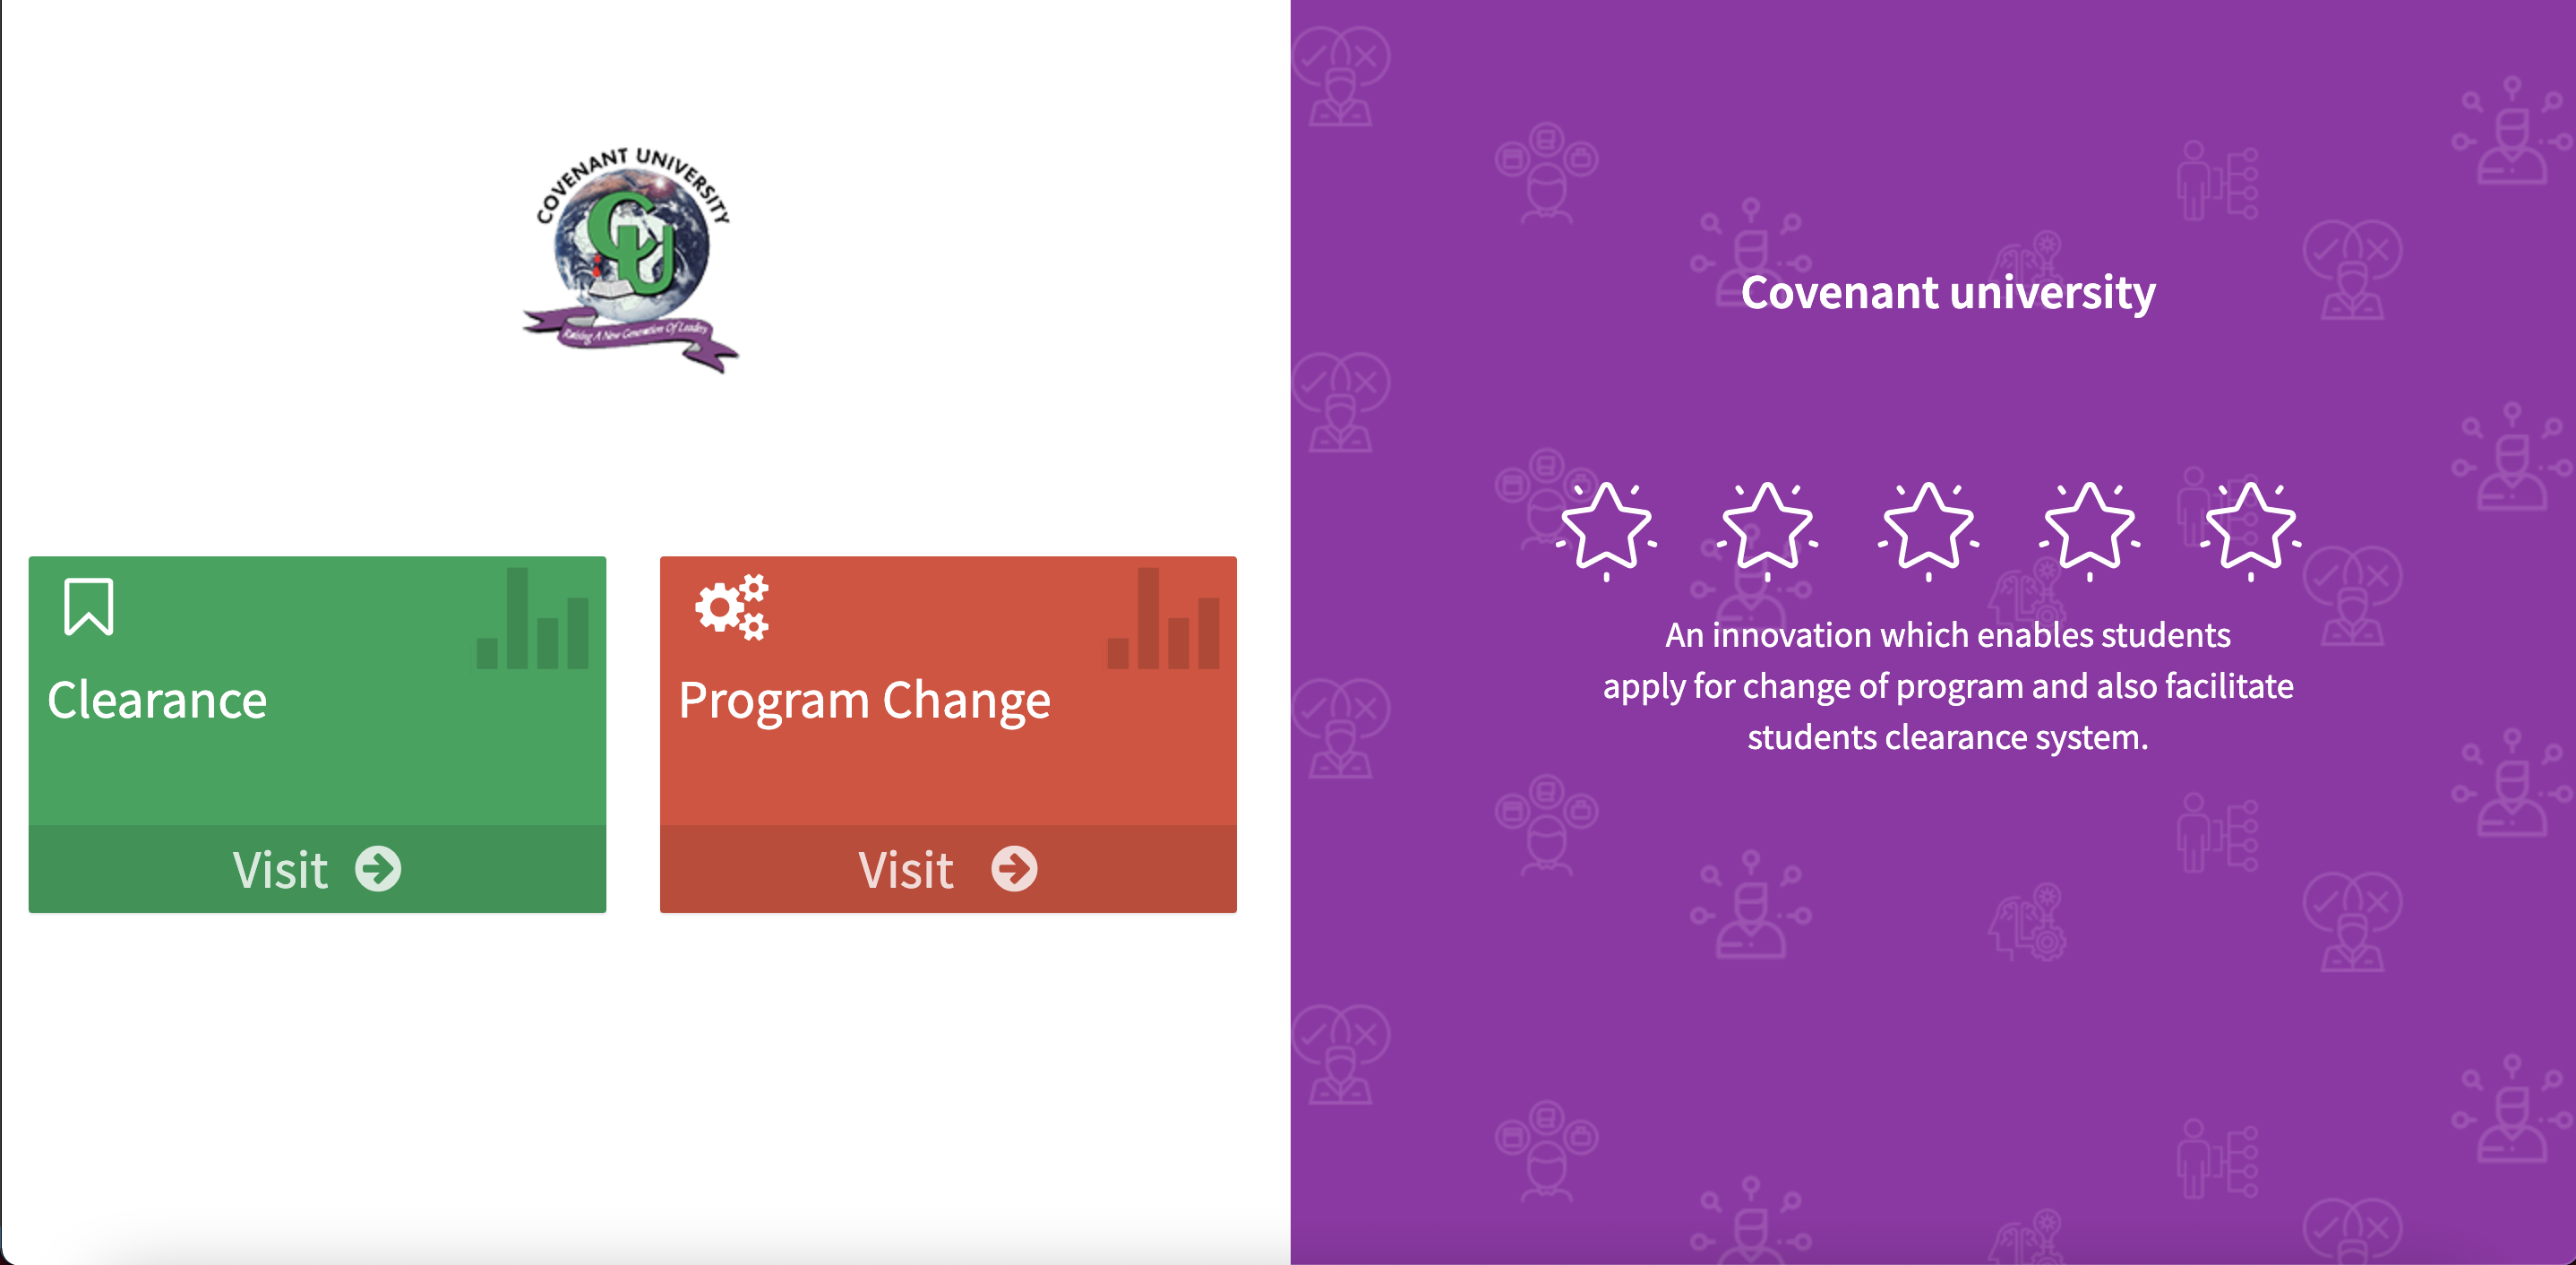 COVENANT UNIVERSITY
CU
Raising A New Generation Of Leaders
Clearance
Visit
Program Change
Visit
Covenant university
An innovation which enables students
apply for change of program and also facilitate
students clearance system.